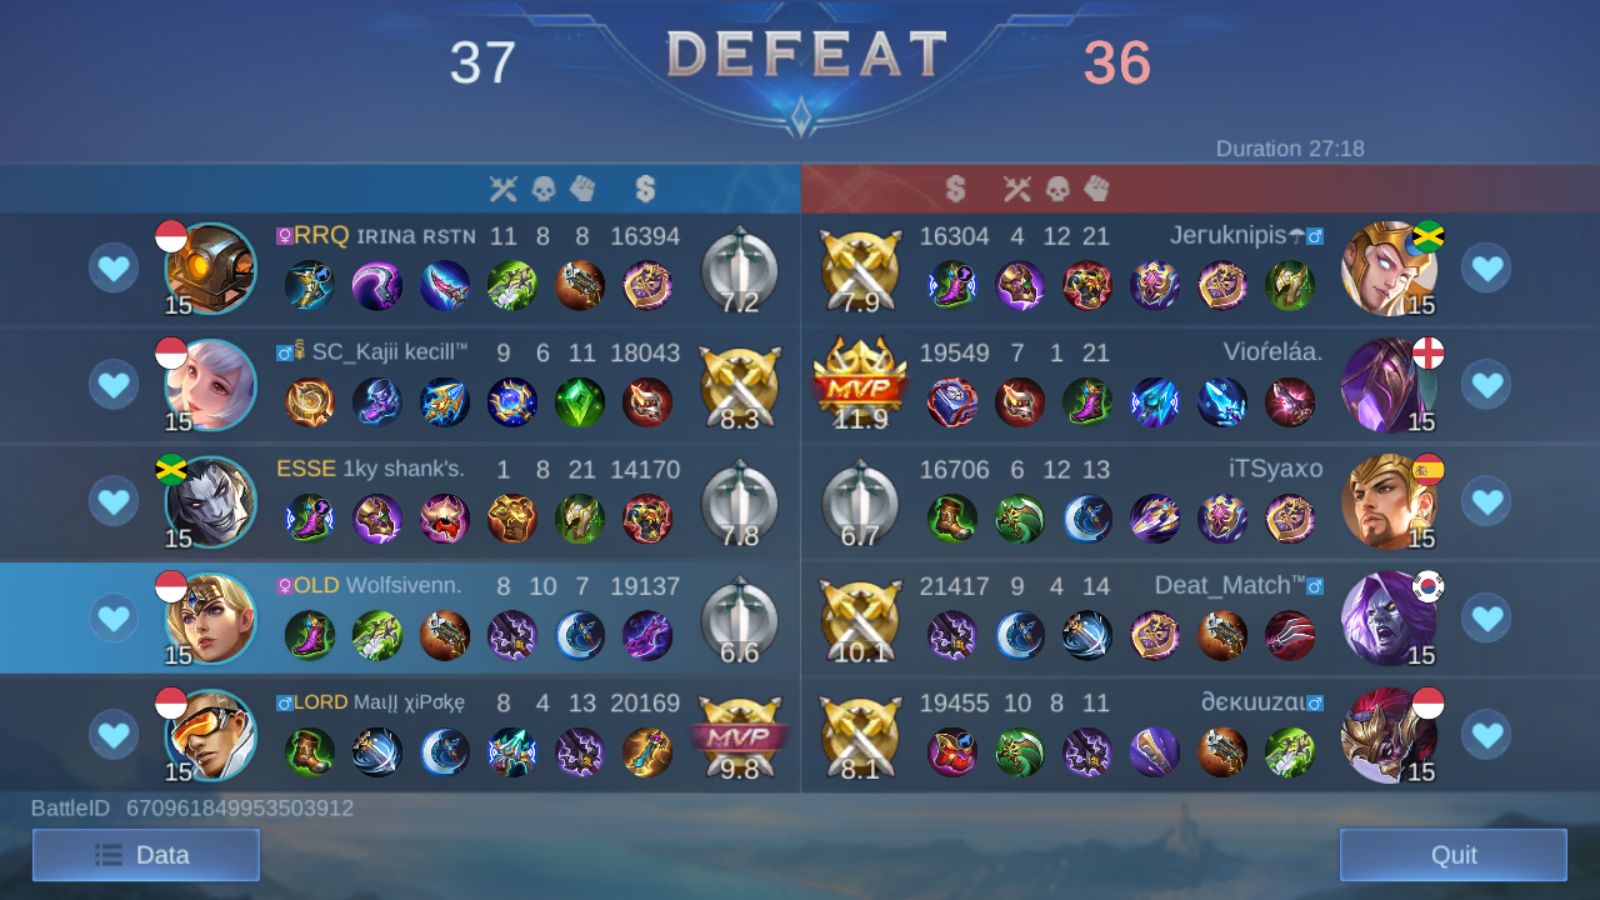 37 DEFEAT 36
Duration 27:18
RRQ ɪʀɪɴa ʀsᴛɴ 11 8 8 16394
15 7.2
16304 4 12 21 Jeruknipis☂
7.9 15
SC_Kajii kecill™ 9 6 11 18043
15 8.3
19549 7 1 21 Vioŕeláa.
MVP 11.9 15
ESSE 1ky shank's. 1 8 21 14170
15 7.8
16706 6 12 13 iTSyaxo
6.7 15
OLD Wolfsivenn. 8 10 7 19137
15 6.6
21417 9 4 14 Deat_Match™
10.1 15
LORD 8 4 13 20169
15 MVP 9.8
19455 10 8 11 ∂єкuuzαι
8.1 15
BattleID 670961849953503912
Data
Quit